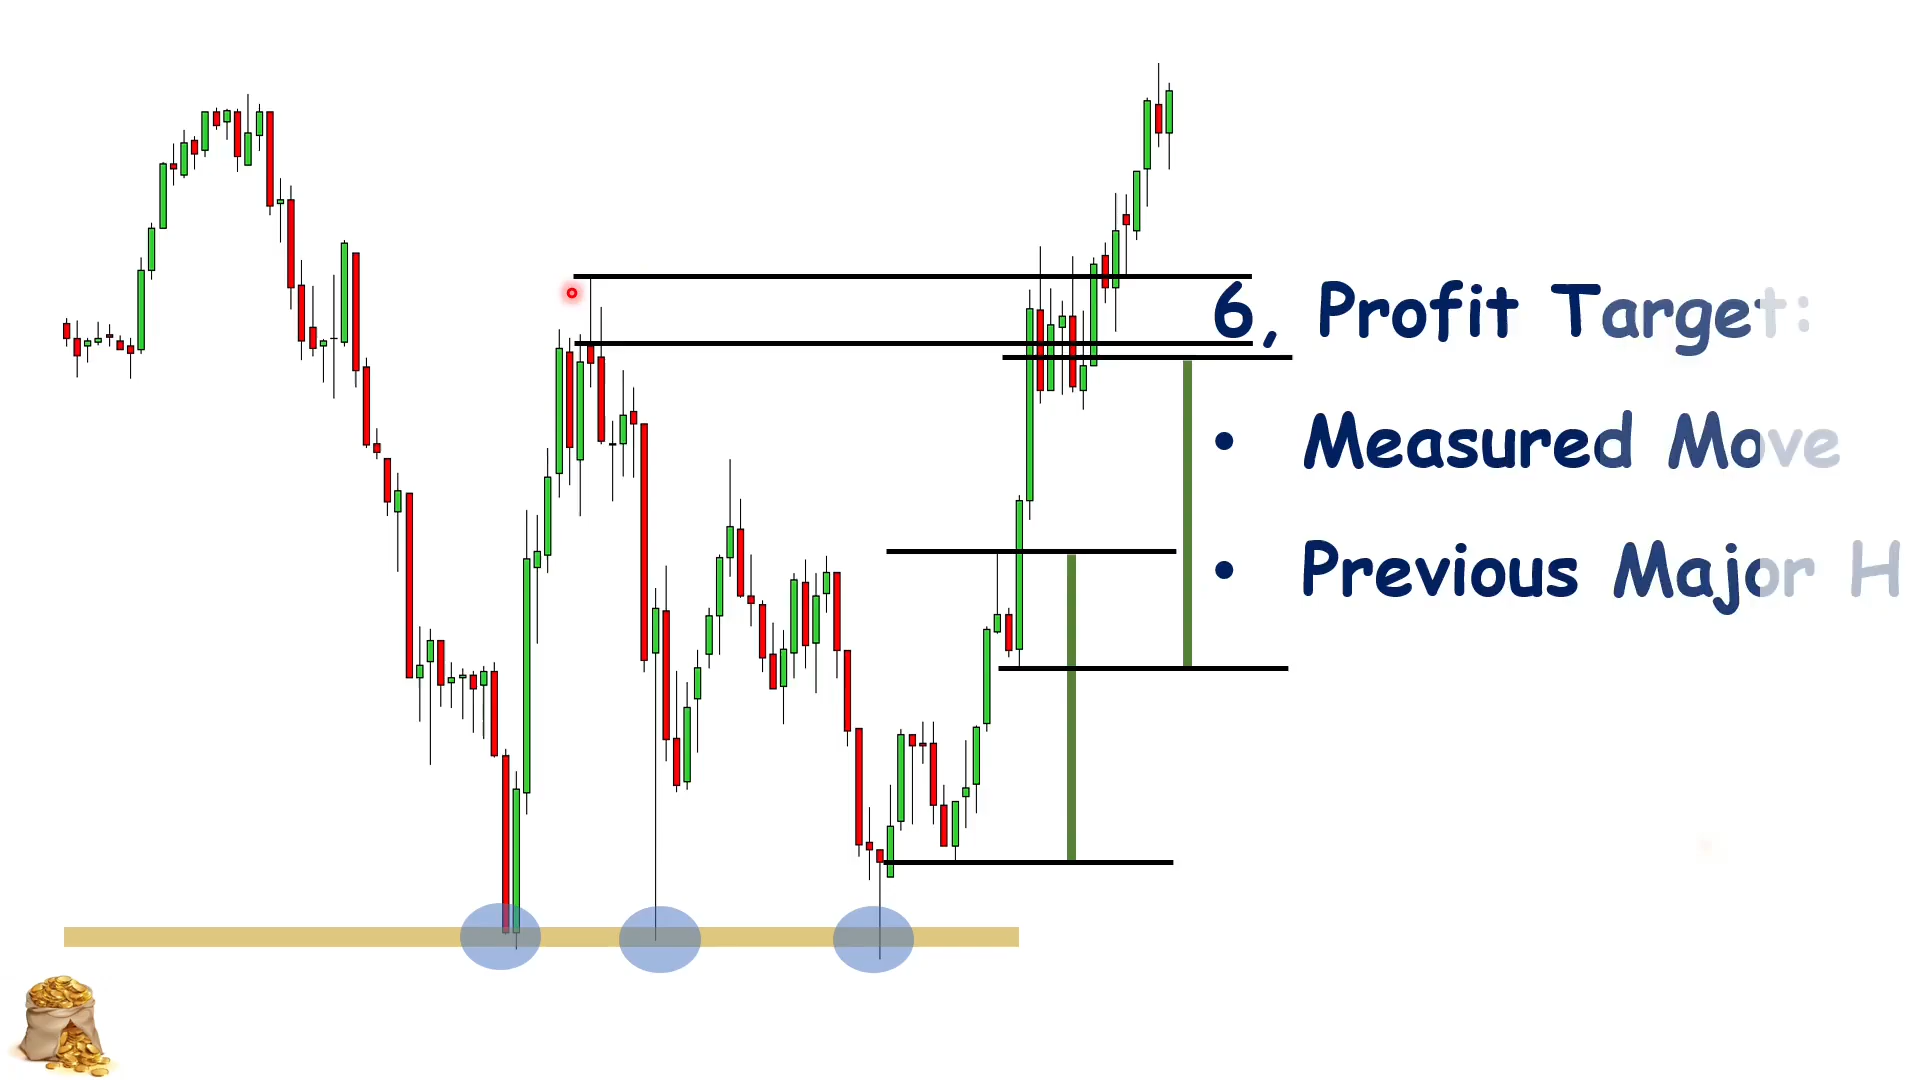 6, Profit Target:
• Measured Move
• Previous Major H